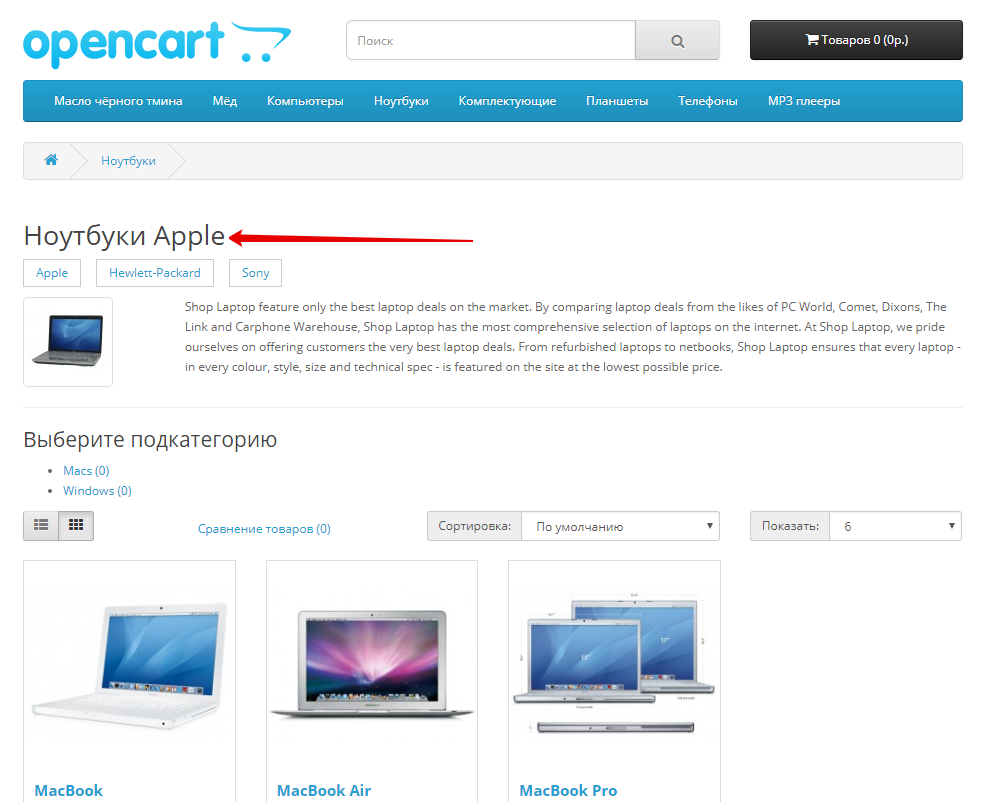 opencart
Поиск
Товаров 0 (0р.)
Масло чёрного тмина Мёд Компьютеры Ноутбуки Комплектующие Планшеты Телефоны MP3 плееры
Ноутбуки
Ноутбуки Apple
Apple Hewlett-Packard Sony
Shop Laptop feature only the best laptop deals on the market. By comparing laptop deals from the likes of PC World, Comet, Dixons, The
Link and Carphone Warehouse, Shop Laptop has the most comprehensive selection of laptops on the internet. At Shop Laptop, we pride
ourselves on offering customers the very best laptop deals. From refurbished laptops to netbooks, Shop Laptop ensures that every laptop -
in every colour, style, size and technical spec - is featured on the site at the lowest possible price.
Выберите подкатегорию
Macs (0)
Windows (0)
Сравнение товаров (0) Сортировка: По умолчанию Показать: 6
15" 17"
MacBook MacBook Air MacBook Pro